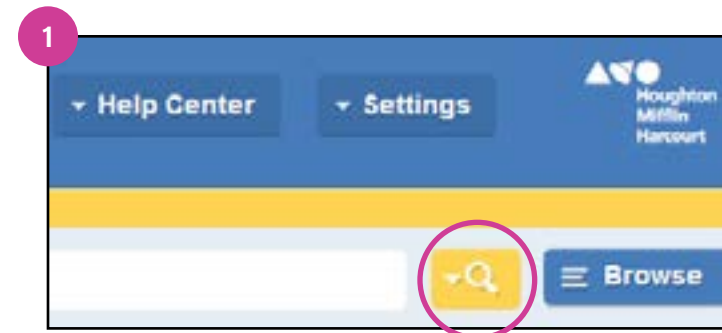 1
Help Center
Settings
Houghton
Mifflin
Harcourt
Browse